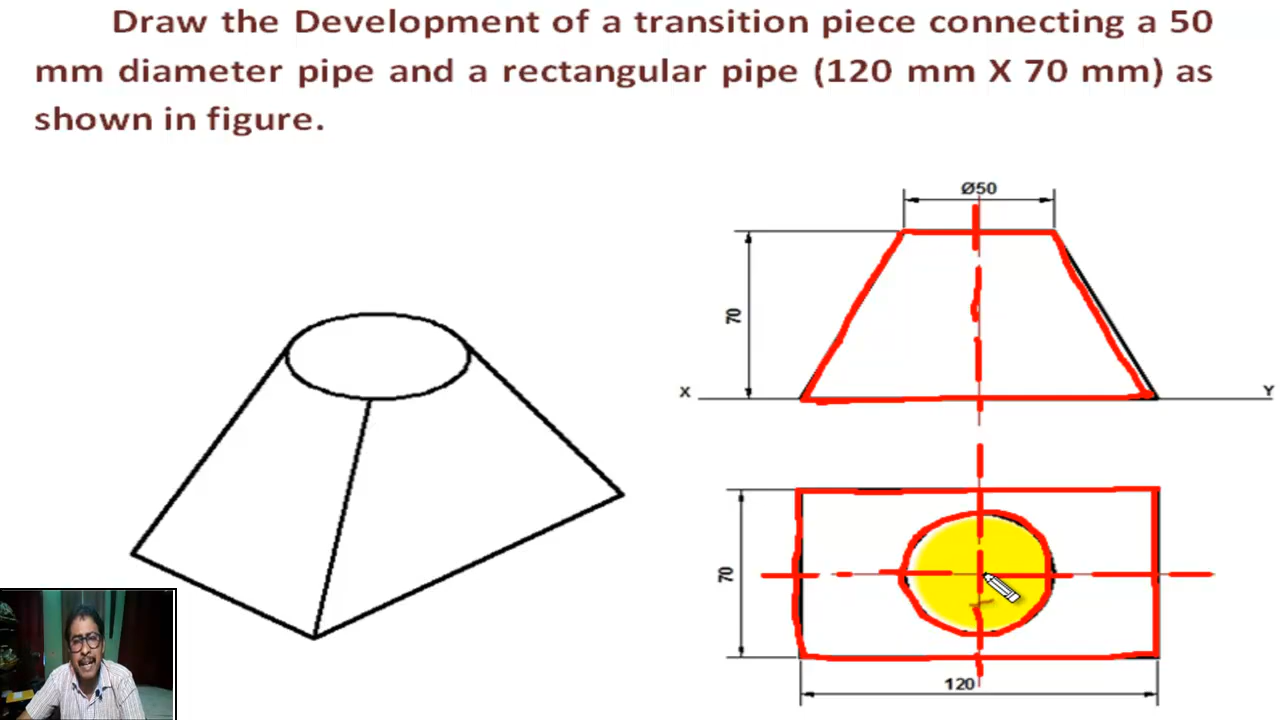 Draw the Development of a transition piece connecting a 50
mm diameter pipe and a rectangular pipe (120 mm X 70 mm) as
shown in figure.
Ø50
70
X
Y
70
120